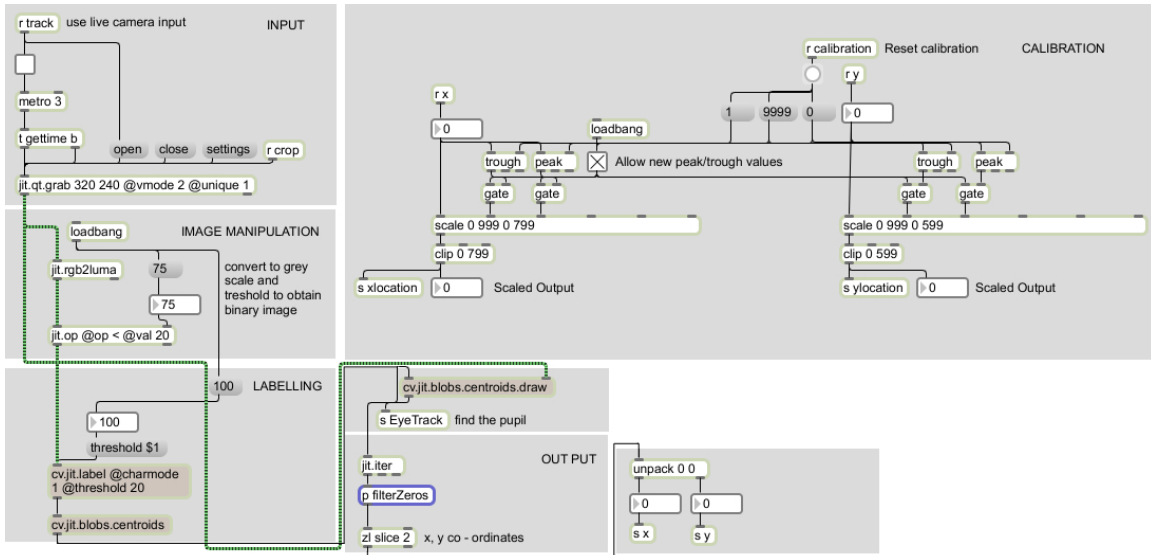 r track
use live camera input
INPUT
metro 3
t gettime b
open
close
settings
r crop
jit.qt.grab 320 240 @vmode 2 @unique 1
loadbang
IMAGE MANIPULATION
jit.rgb2luma
75
convert to grey
scale and
treshold to obtain
binary image
75
jit.op @op < @val 20
100
LABELLING
100
threshold $1
cv.jit.label @charmode
1 @threshold 20
cv.jit.blobs.centroids
r calibration
Reset calibration
CALIBRATION
r x
r y
0
loadbang
1
9999
0
0
trough
peak
Allow new peak/trough values
trough
peak
gate
gate
gate
gate
scale 0 999 0 799
scale 0 999 0 599
clip 0 799
clip 0 599
s xlocation
0
Scaled Output
s ylocation
0
Scaled Output
cv.jit.blobs.centroids.draw
s EyeTrack
find the pupil
jit.iter
OUT PUT
p filterZeros
zl slice 2
x, y co - ordinates
unpack 0 0
0
0
s x
s y